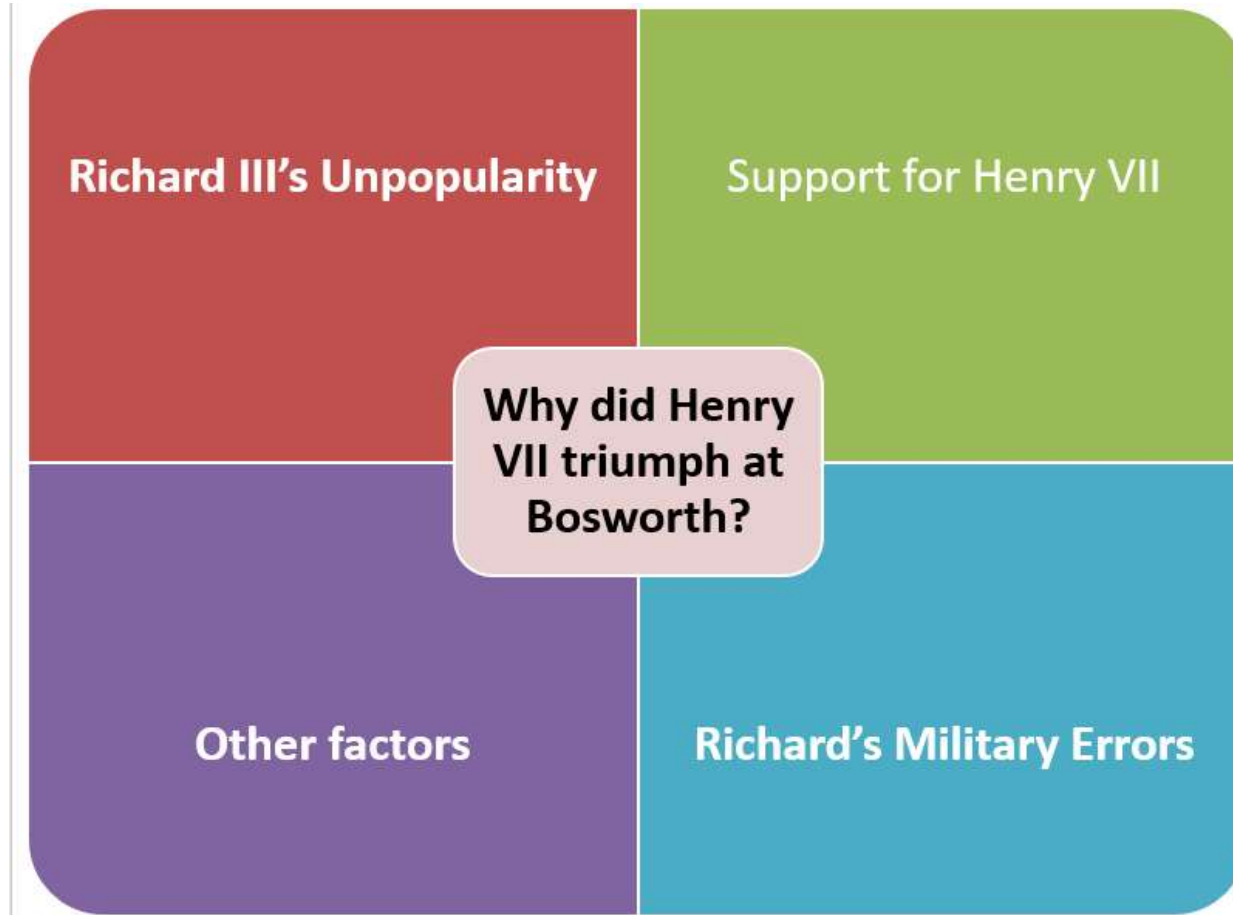 Richard III's Unpopularity
Support for Henry VII
Why did Henry
VII triumph at
Bosworth?
Other factors
Richard's Military Errors